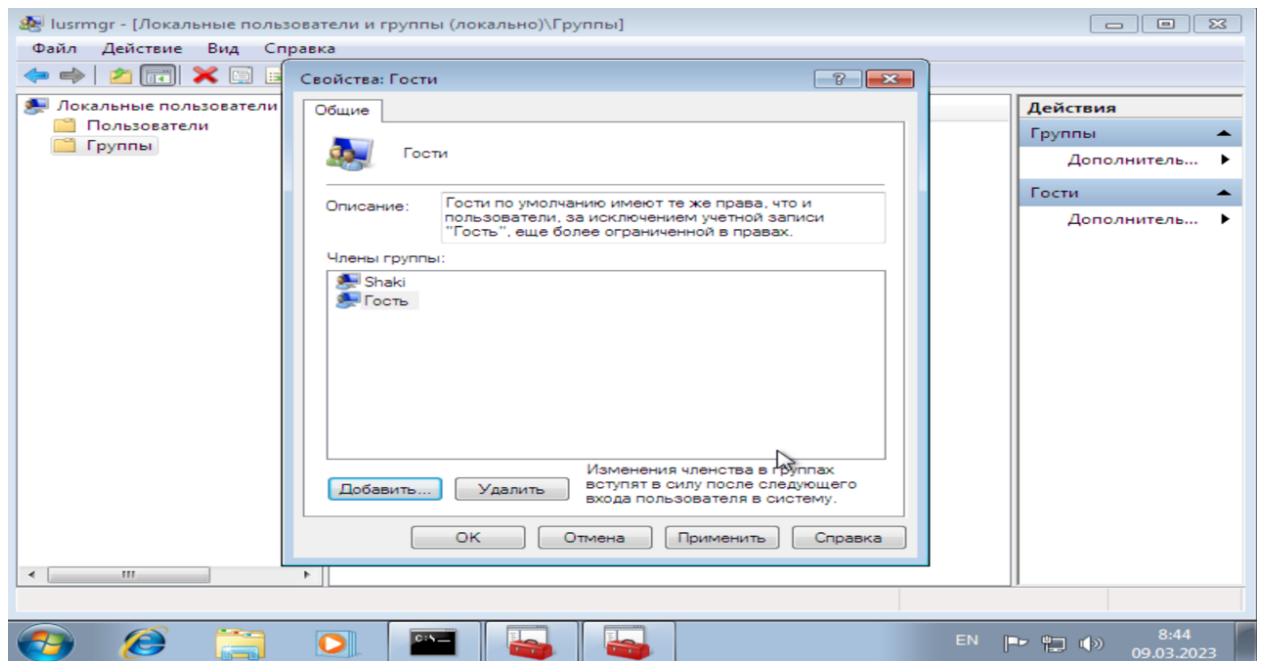 lusrmgr - [Локальные пользователи и группы (локально)\Группы]
Файл Действие Вид Справка
Локальные пользователи
Пользователи
Группы
Свойства: Гости
Общие
Гости
Описание:
Гости по умолчанию имеют те же права, что и
пользователи, за исключением учетной записи
"Гость", еще более ограниченной в правах.
Члены группы:
Shaki
Гость
Добавить...
Удалить
Изменения членства в группах
вступят в силу после следующего
входа пользователя в систему.
ОК
Отмена
Применить
Справка
Действия
Группы
Дополнитель...
Гости
Дополнитель...
C:\
EN
8:44
09.03.2023